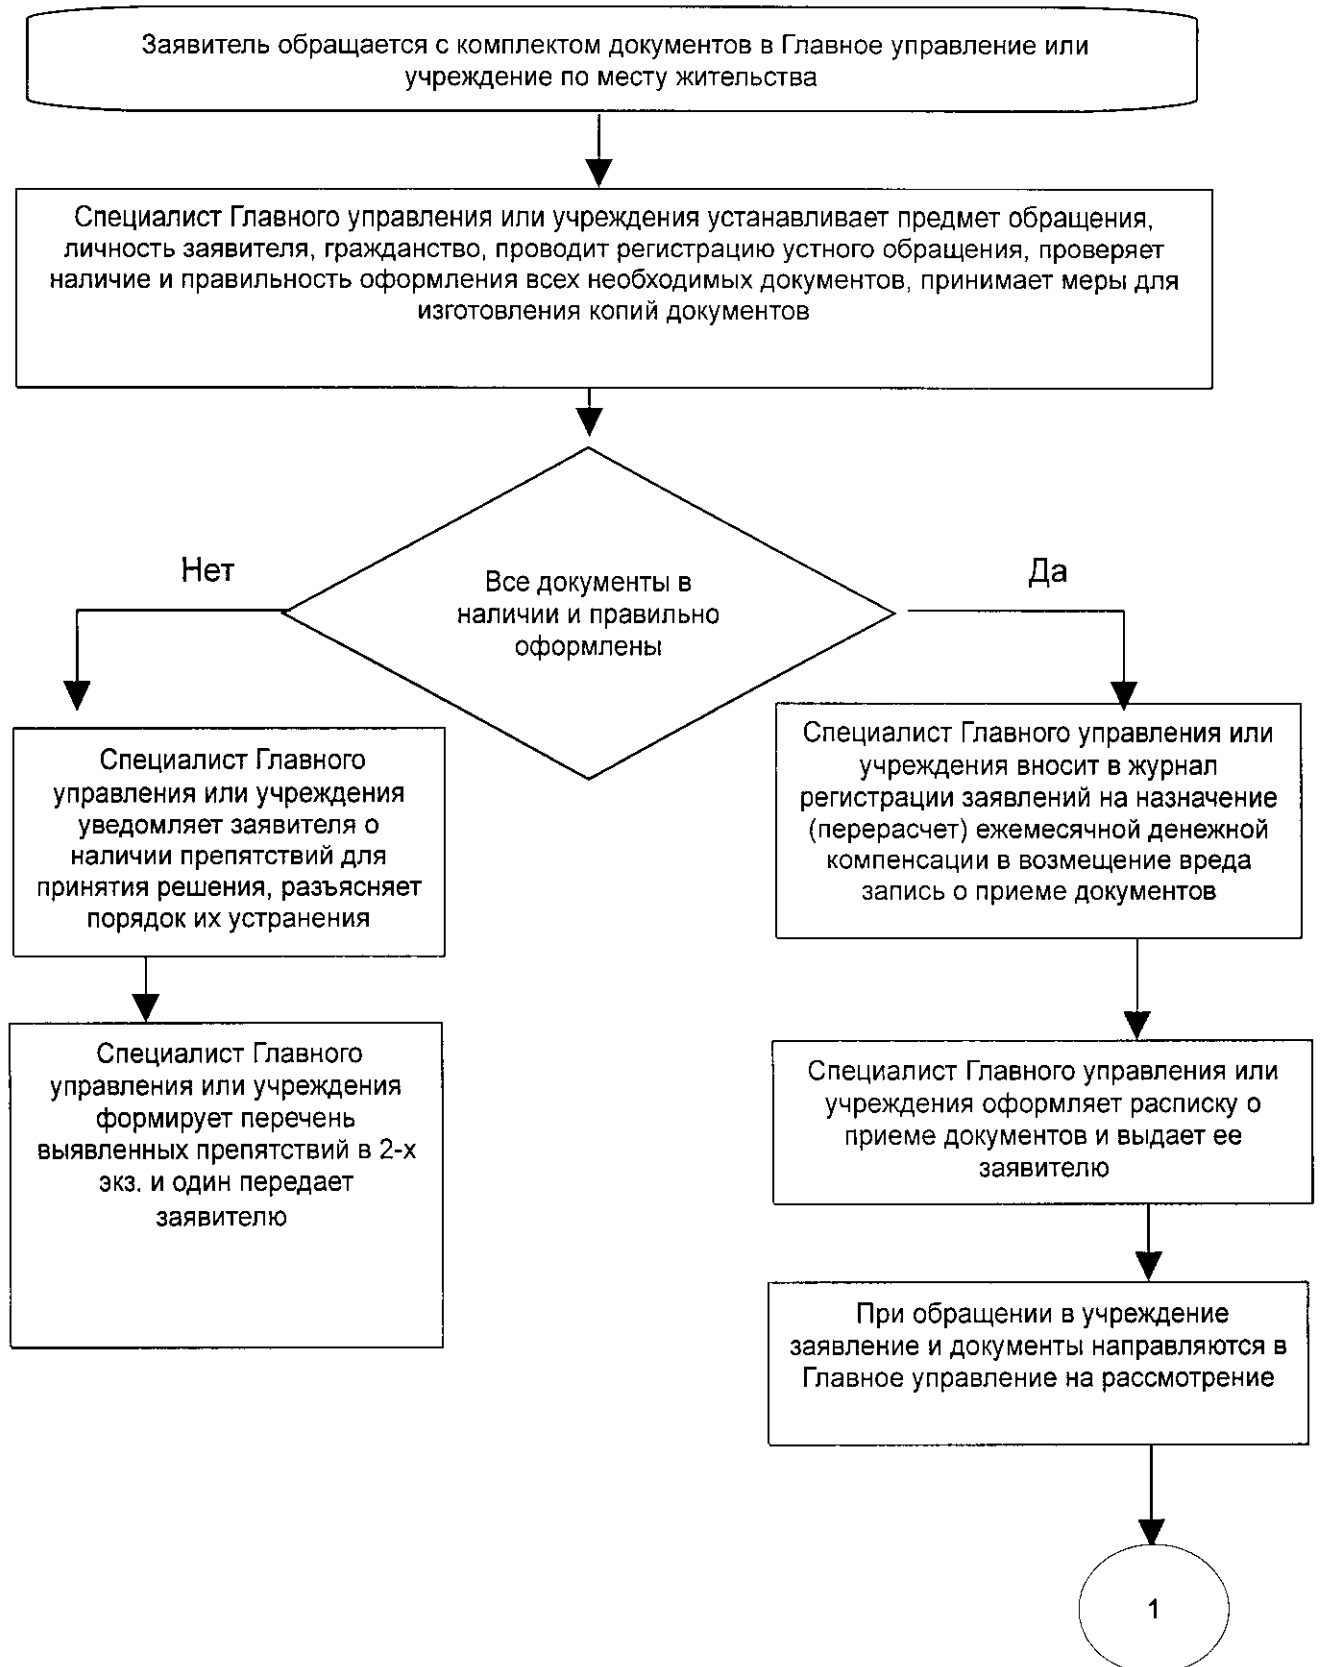 Заявитель обращается с комплектом документов в Главное управление или
учреждение по месту жительства
Специалист Главного управления или учреждения устанавливает предмет обращения,
личность заявителя, гражданство, проводит регистрацию устного обращения, проверяет
наличие и правильность оформления всех необходимых документов, принимает меры для
изготовления копий документов
Нет
Да
Все документы в
наличии и правильно
оформлены
Специалист Главного
управления или учреждения
уведомляет заявителя о
наличии препятствий для
принятия решения, разъясняет
порядок их устранения
Специалист Главного
управления или учреждения
формирует перечень
выявленных препятствий в 2-х
экз. и один передает
заявителю
Специалист Главного управления или
учреждения вносит в журнал
регистрации заявлений на назначение
(перерасчет) ежемесячной денежной
компенсации в возмещение вреда
запись о приеме документов
Специалист Главного управления или
учреждения оформляет расписку о
приеме документов и выдает ее
заявителю
При обращении в учреждение
заявление и документы направляются в
Главное управление на рассмотрение
1